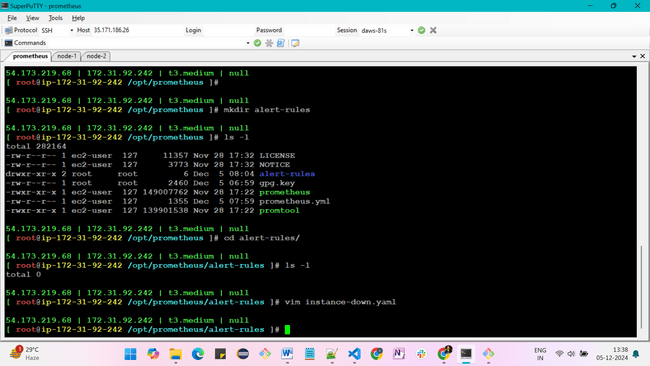 SuperPuTTY - prometheus
File View Tools Help
Protocol SSH Host 35.171.186.26 Login Password Session daws-81s
Commands
prometheus node-1 node-2
54.173.219.68 | 172.31.92.242 | t3.medium | null
[ root@ip-172-31-92-242 /opt/prometheus ]#
54.173.219.68 | 172.31.92.242 | t3.medium | null
[ root@ip-172-31-92-242 /opt/prometheus ]# mkdir alert-rules
54.173.219.68 | 172.31.92.242 | t3.medium | null
[ root@ip-172-31-92-242 /opt/prometheus ]# ls -l
total 282164
-rw-r--r-- 1 ec2-user 127 11357 Nov 28 17:32 LICENSE
-rw-r--r-- 1 ec2-user 127 3773 Nov 28 17:32 NOTICE
drwxr-xr-x 2 root root 6 Dec 5 08:04 alert-rules
-rw-r--r-- 1 root root 2460 Dec 5 06:59 gpg.key
-rwxr-xr-x 1 ec2-user 127 149007762 Nov 28 17:22 prometheus
-rw-r--r-- 1 ec2-user 127 1355 Dec 5 07:59 prometheus.yml
-rwxr-xr-x 1 ec2-user 127 139901538 Nov 28 17:22 promtool
54.173.219.68 | 172.31.92.242 | t3.medium | null
[ root@ip-172-31-92-242 /opt/prometheus ]# cd alert-rules/
54.173.219.68 | 172.31.92.242 | t3.medium | null
[ root@ip-172-31-92-242 /opt/prometheus/alert-rules ]# ls -l
total 0
54.173.219.68 | 172.31.92.242 | t3.medium | null
[ root@ip-172-31-92-242 /opt/prometheus/alert-rules ]# vim instance-down.yaml
54.173.219.68 | 172.31.92.242 | t3.medium | null
[ root@ip-172-31-92-242 /opt/prometheus/alert-rules ]#
29°C
Haze
ENG
IN
13:38
05-12-2024